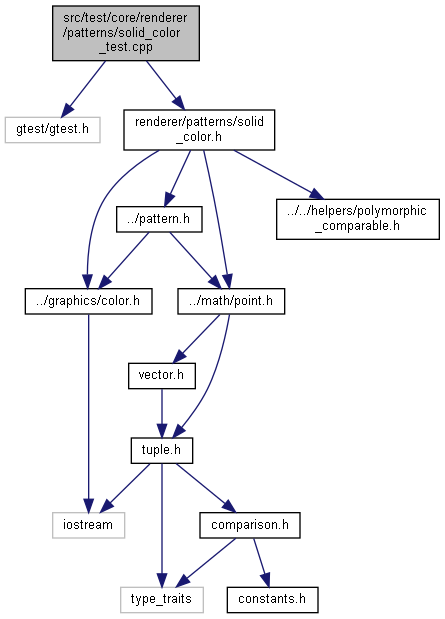 src/test/core/renderer
/patterns/solid_color
_test.cpp
gtest/gtest.h
renderer/patterns/solid
_color.h
../pattern.h
../../helpers/polymorphic
_comparable.h
../graphics/color.h
../math/point.h
vector.h
tuple.h
iostream
comparison.h
type_traits
constants.h